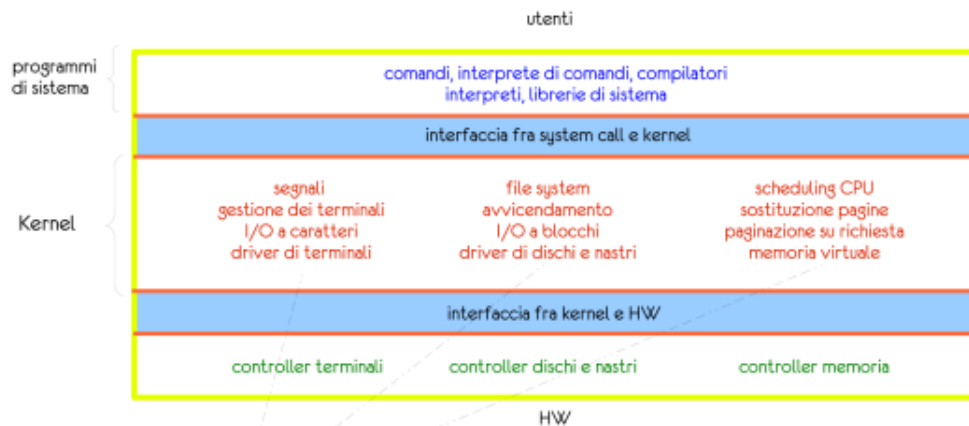 utenti
programmi
di sistema
comandi, interprete di comandi, compilatori
interpreti, librerie di sistema
interfaccia fra system call e kernel
Kernel
segnali
gestione dei terminali
I/O a caratteri
driver di terminali
file system
avvicendamento
I/O a blocchi
driver di dischi e nastri
scheduling CPU
sostituzione pagine
paginazione su richiesta
memoria virtuale
interfaccia fra kernel e HW
controller terminali
controller dischi e nastri
controller memoria
HW